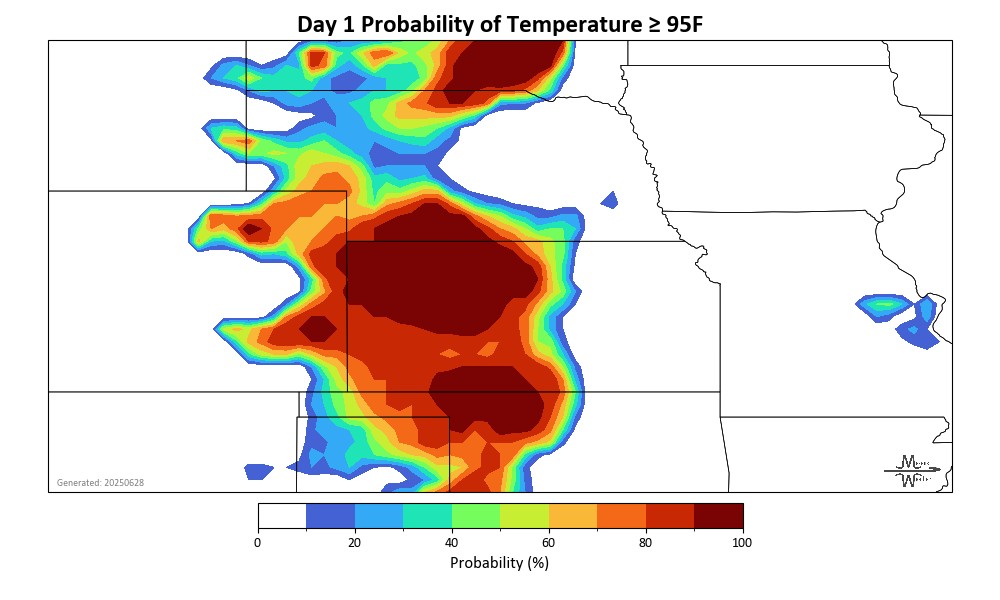 Day 1 Probability of Temperature ≥ 95F
Generated: 20250628
0 20 40 60 80 100
Probability (%)